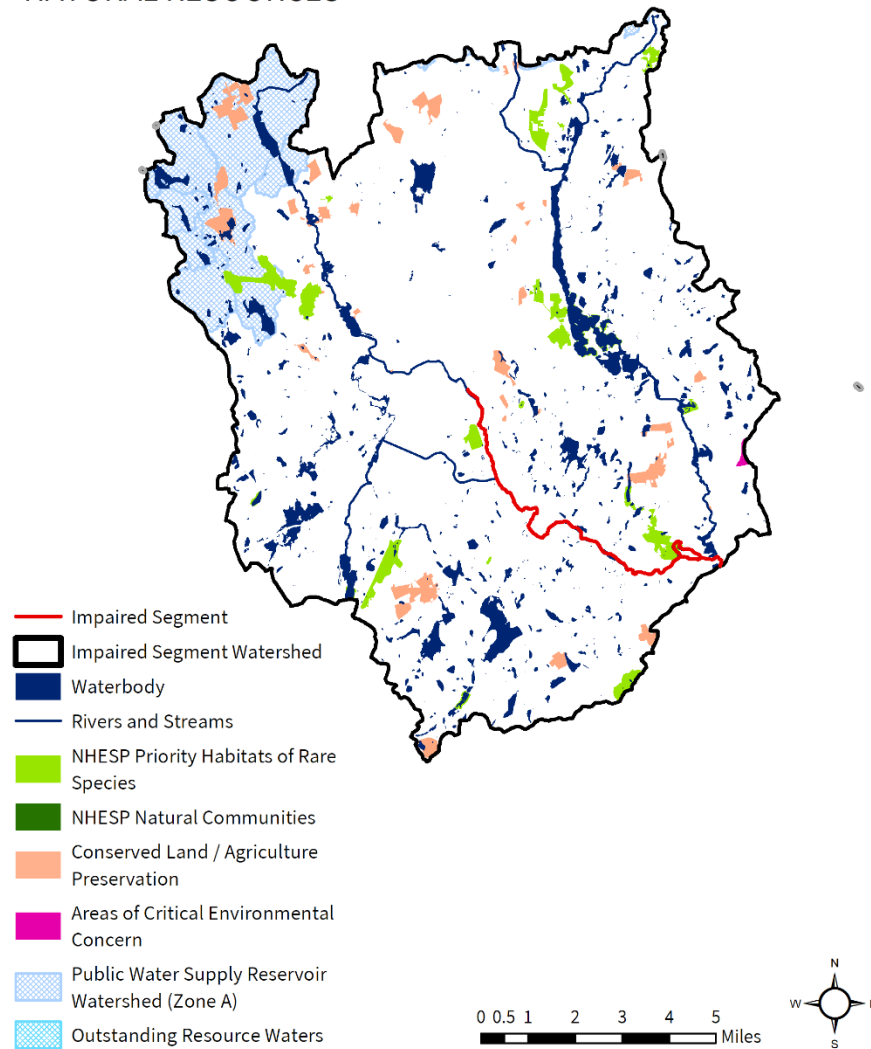 NATURAL RESOURCES
Impaired Segment
Impaired Segment Watershed
Waterbody
Rivers and Streams
NHESP Priority Habitats of Rare
Species
NHESP Natural Communities
Conserved Land / Agriculture
Preservation
Areas of Critical Environmental
Concern
Public Water Supply Reservoir
Watershed (Zone A)
Outstanding Resource Waters
0 0.5 1 2 3 4 5
Miles
N
W
S